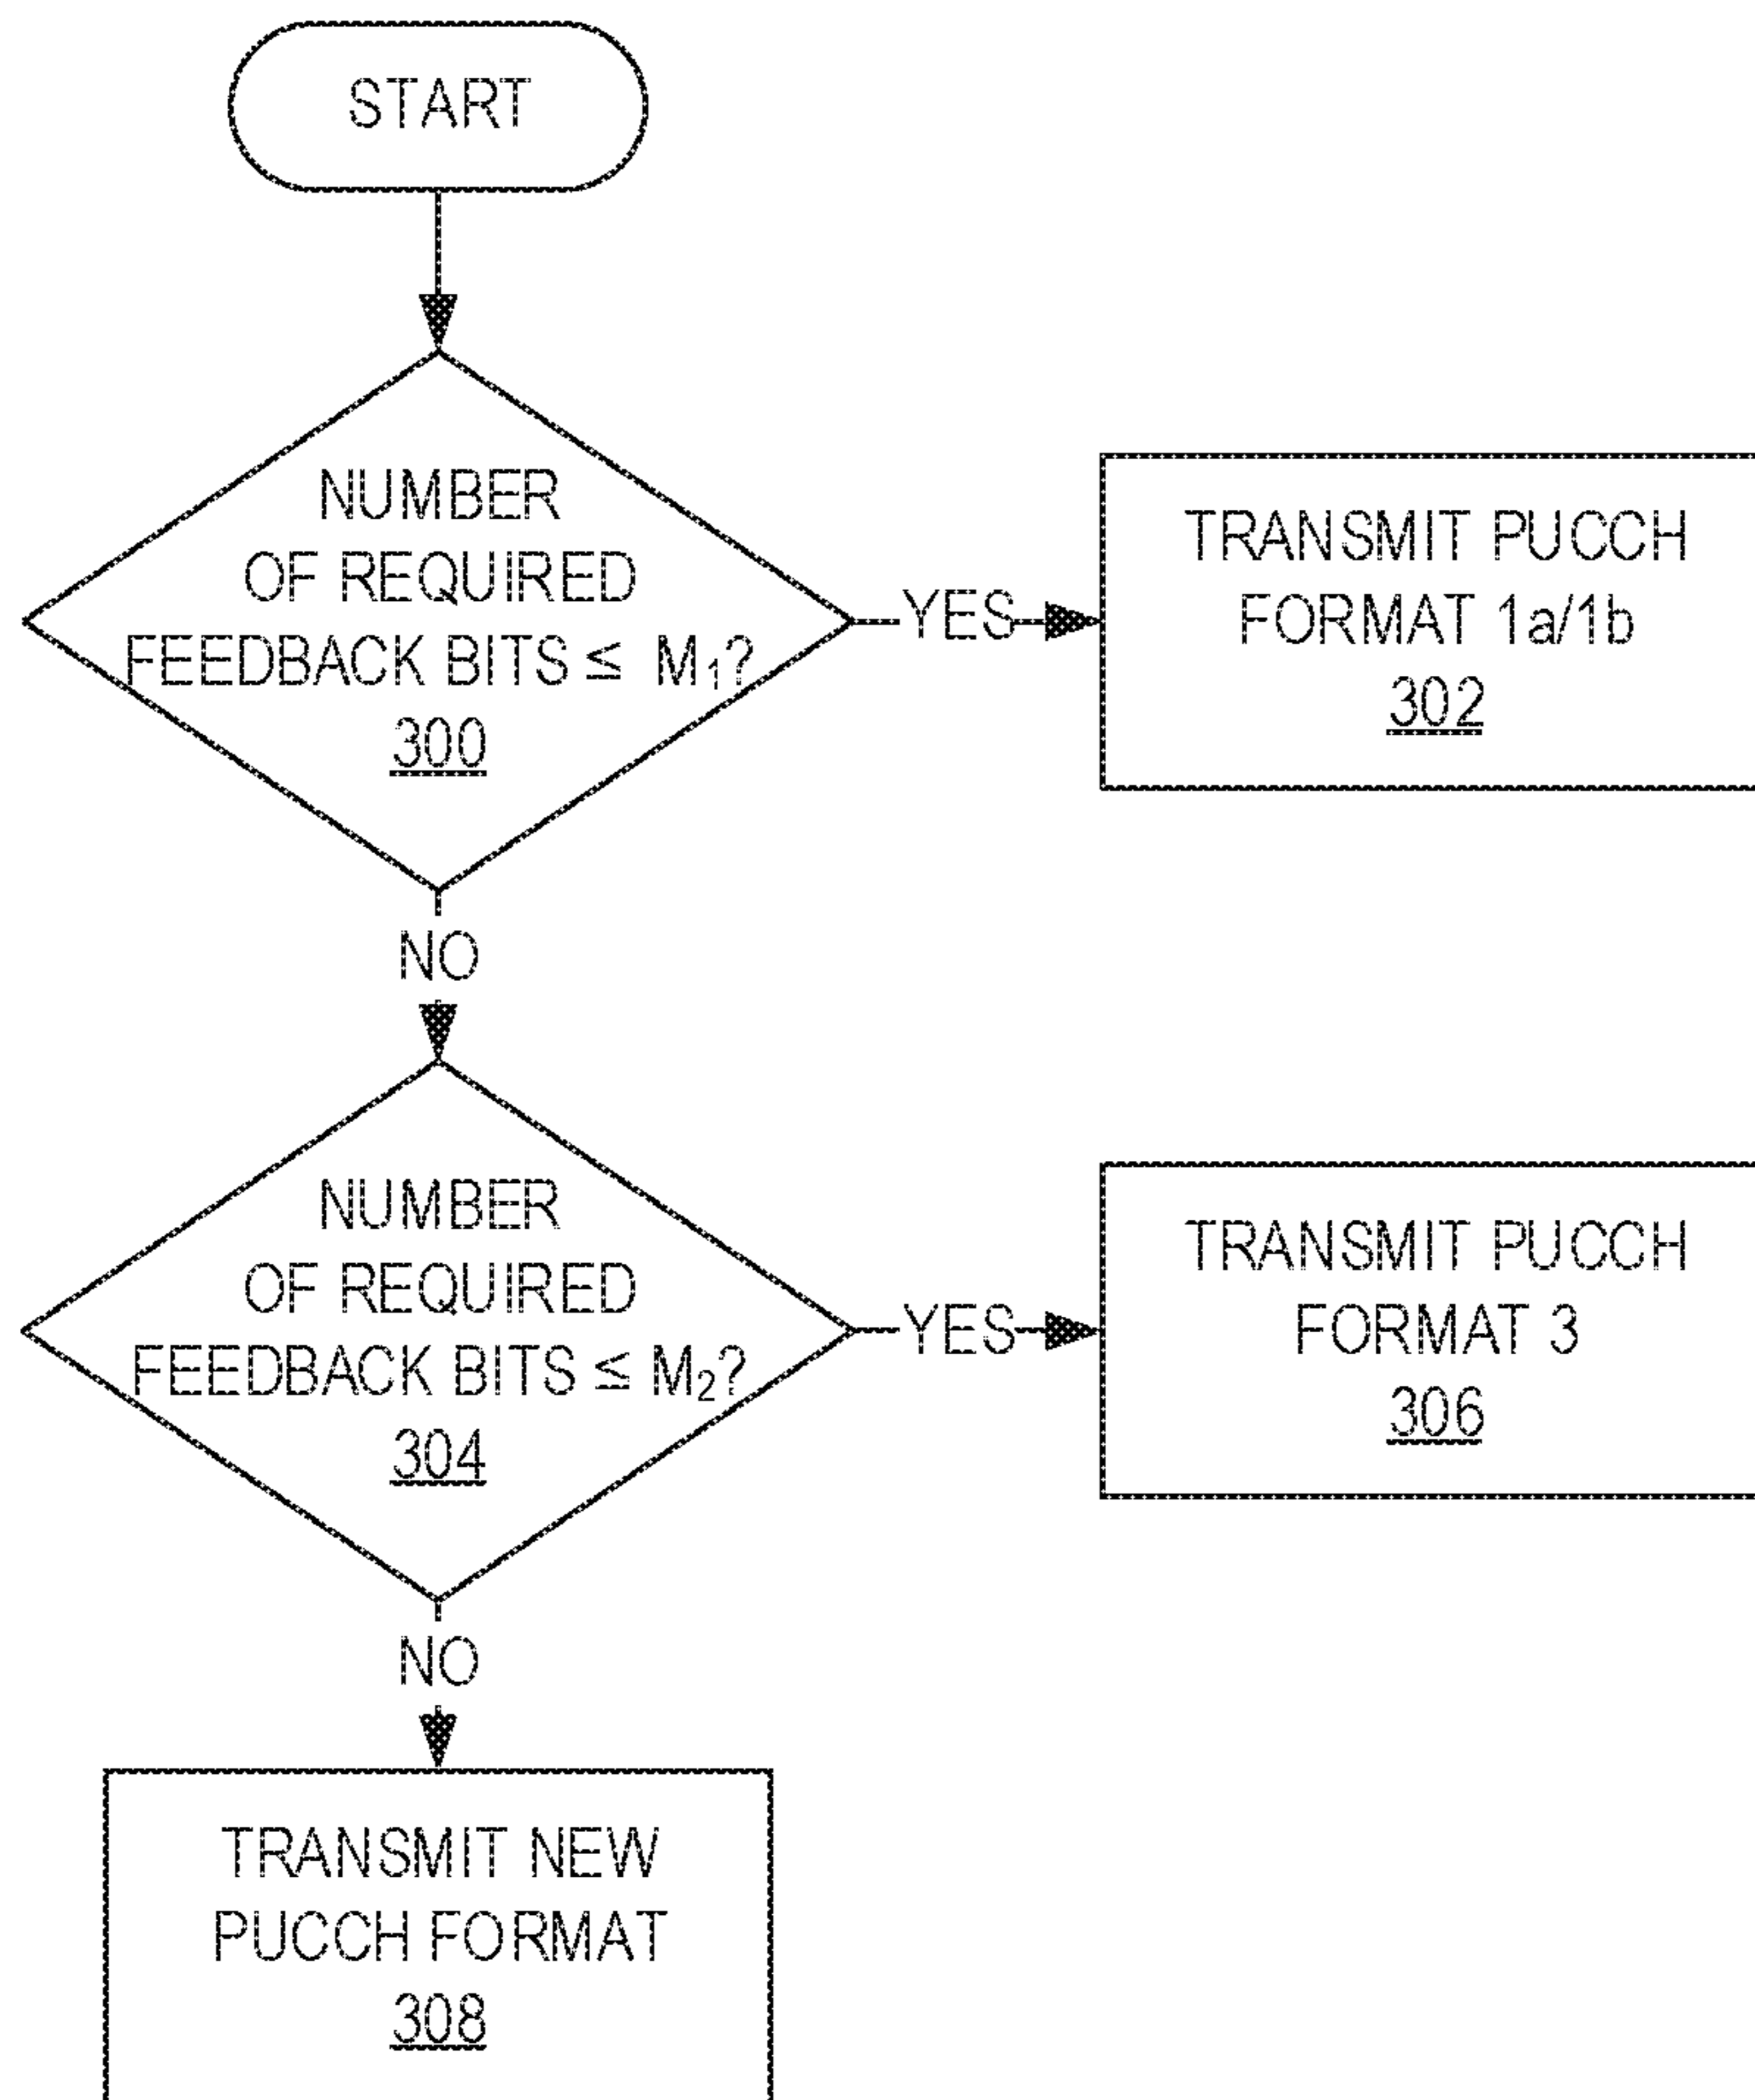 START
NUMBER
OF REQUIRED
FEEDBACK BITS ≤ M₁?
300
YES
TRANSMIT PUCCH
FORMAT 1a/1b
302
NO
NUMBER
OF REQUIRED
FEEDBACK BITS ≤ M₂?
304
YES
TRANSMIT PUCCH
FORMAT 3
306
NO
TRANSMIT NEW
PUCCH FORMAT
308